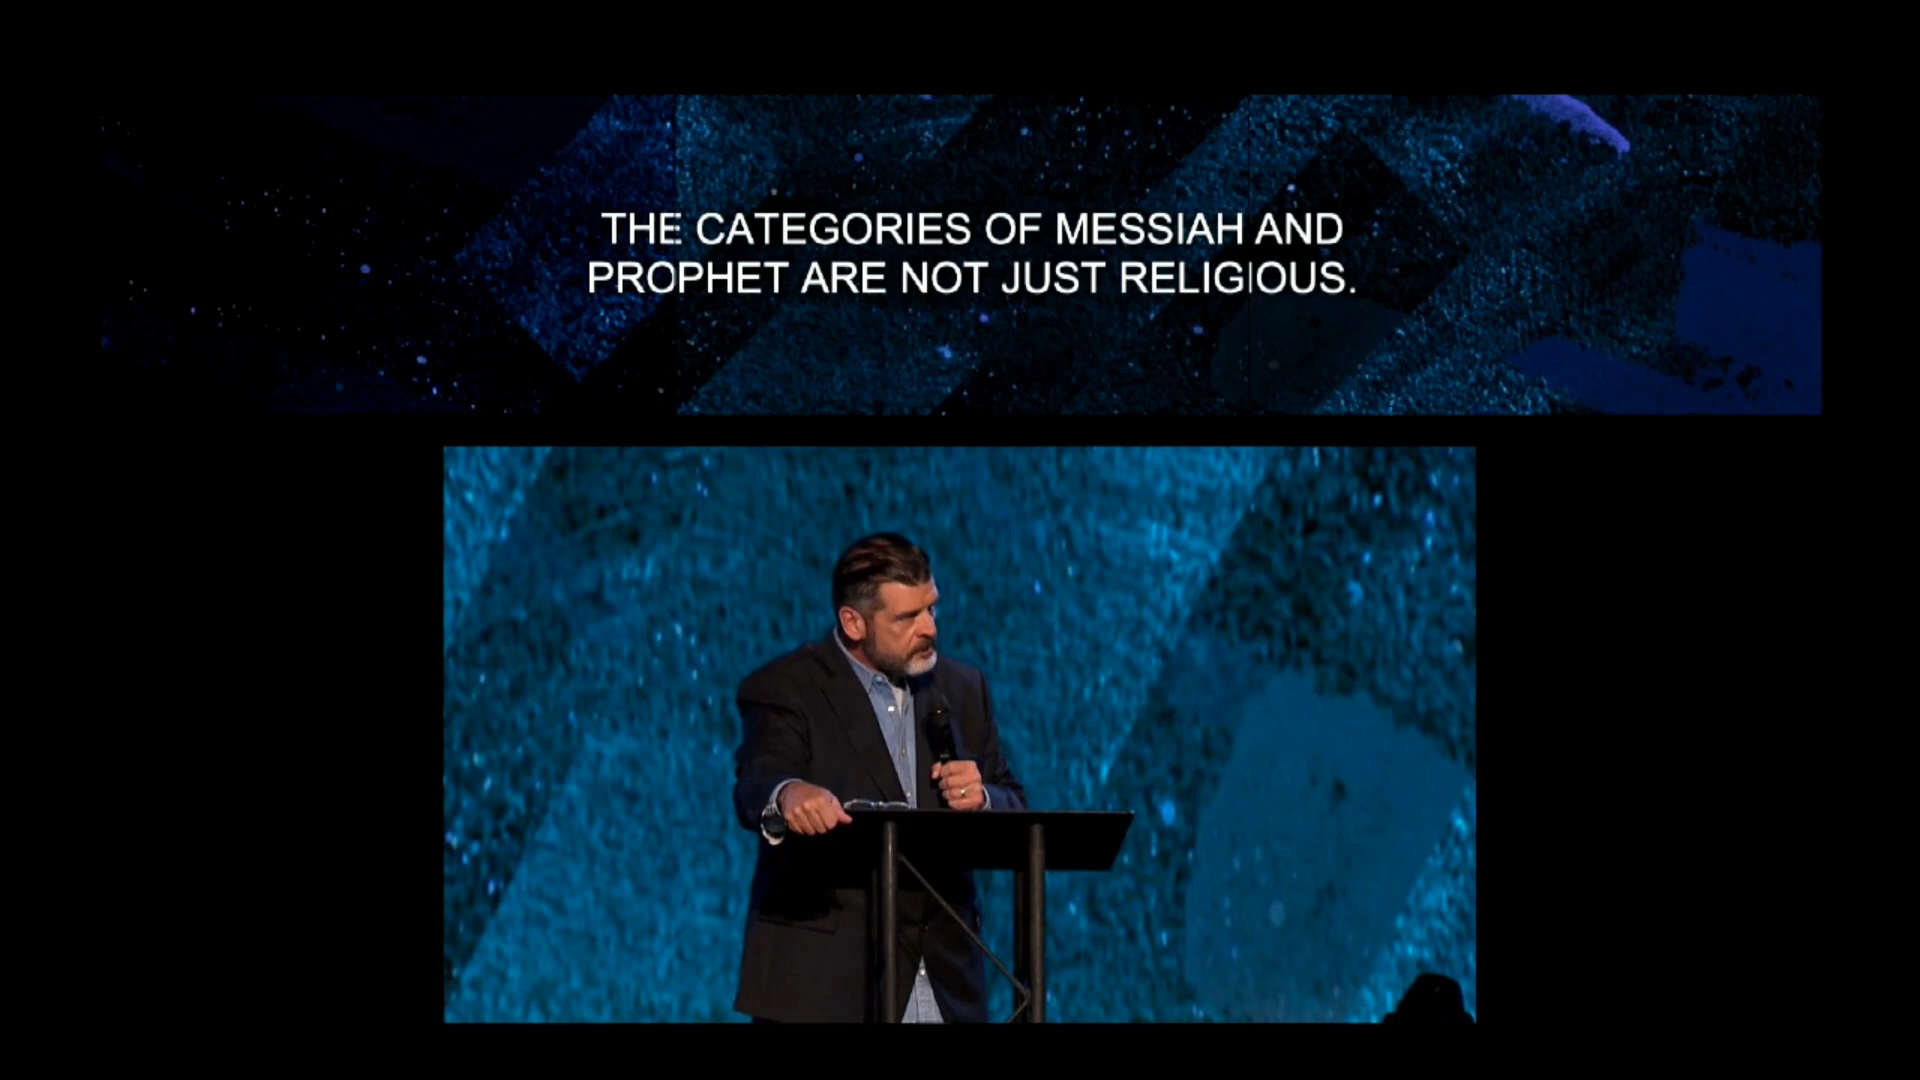 THE CATEGORIES OF MESSIAH AND
PROPHET ARE NOT JUST RELIGIOUS.